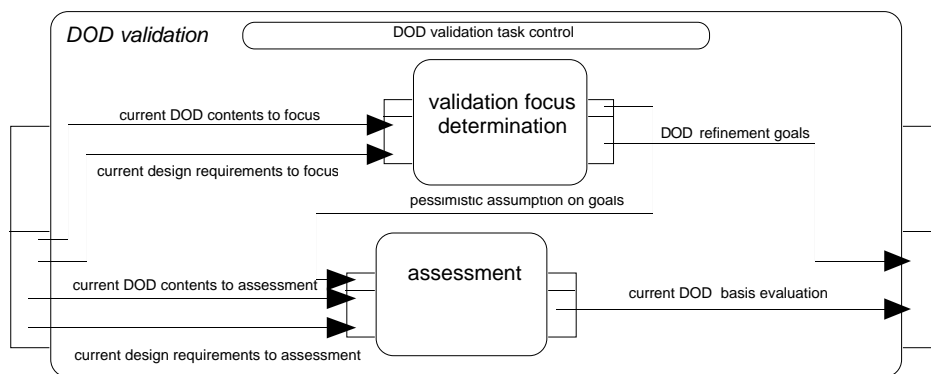 DOD validation
DOD validation task control
validation focus
determination
current DOD contents to focus
DOD refinement goals
current design requirements to focus
pessimistic assumption on goals
assessment
current DOD contents to assessment
current DOD basis evaluation
current design requirements to assessment